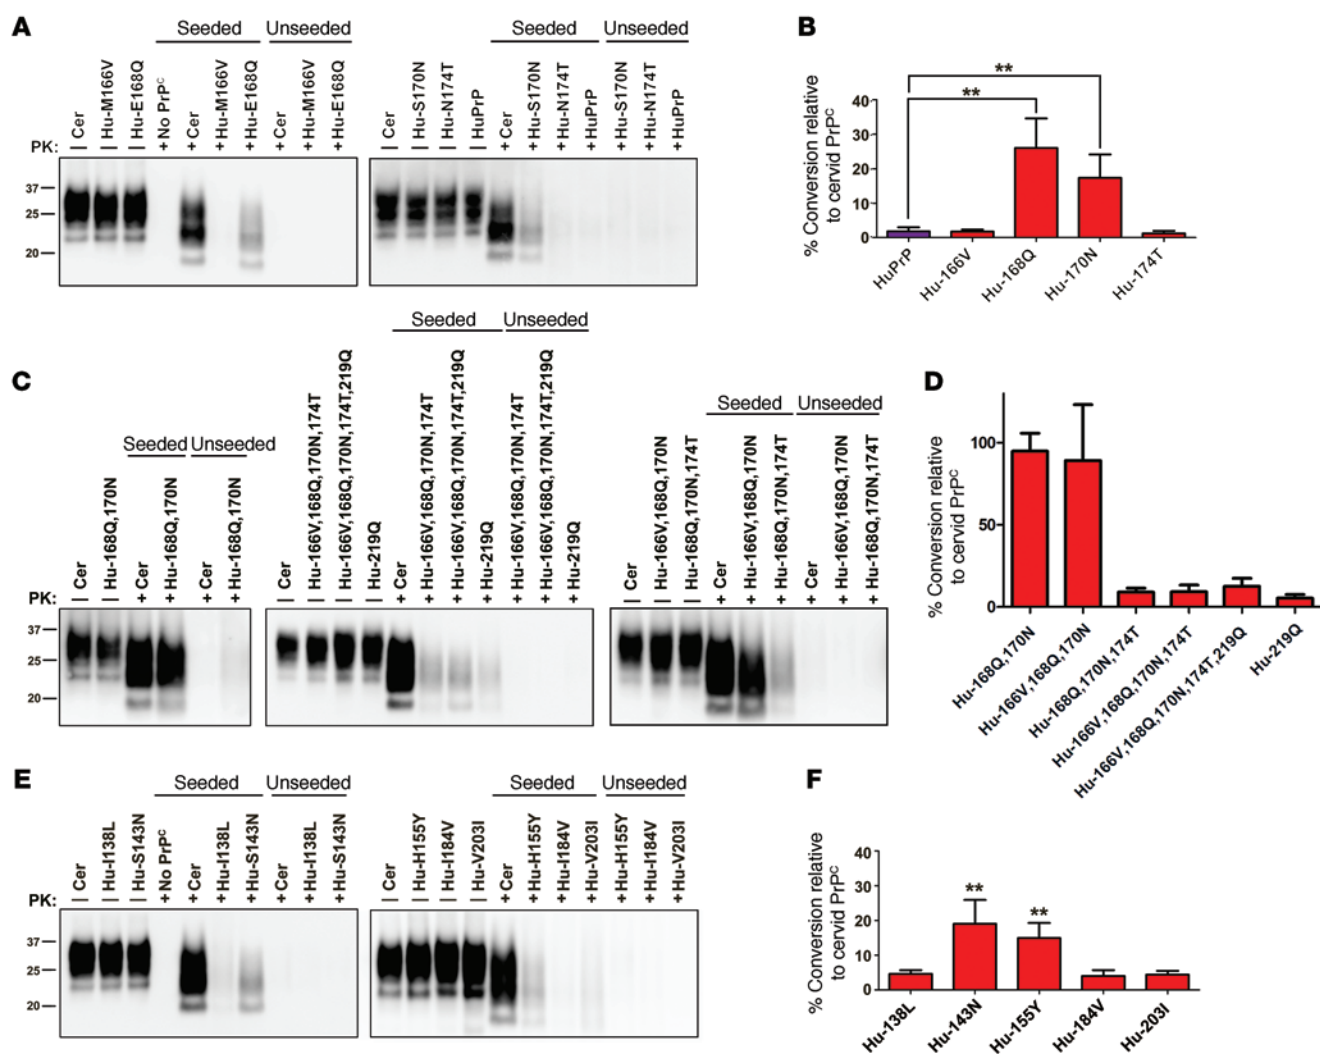 A
Seeded
Unseeded
Cer
Hu-M166V
Hu-E168Q
No PrPᶜ
Cer
Hu-M166V
Hu-E168Q
Cer
Hu-M166V
Hu-E168Q
PK: — — — + + + + + + +
37
25
20
Seeded
Unseeded
Cer
Hu-S170N
Hu-N174T
HuPrP
Cer
Hu-S170N
Hu-N174T
HuPrP
Hu-S170N
Hu-N174T
HuPrP
— — — — + + + + + + +
B
% Conversion relative
to cervid PrPᶜ
**
**
40
30
20
10
0
HuPrP
Hu-166V
Hu-168Q
Hu-170N
Hu-174T
C
Seeded
Unseeded
Cer
Hu-168Q,170N
Cer
Hu-168Q,170N
Cer
Hu-168Q,170N
PK: — — + + + +
37
25
20
Seeded
Unseeded
Cer
Hu-166V,168Q,170N,174T
Hu-166V,168Q,170N,174T,219Q
Hu-219Q
Cer
Hu-166V,168Q,170N,174T
Hu-166V,168Q,170N,174T,219Q
Hu-219Q
Hu-166V,168Q,170N,174T
Hu-166V,168Q,170N,174T,219Q
Hu-219Q
— — — — + + + + + + +
Seeded
Unseeded
Cer
Hu-166V,168Q,170N
Hu-168Q,170N,174T
Cer
Hu-166V,168Q,170N
Hu-168Q,170N,174T
Cer
Hu-166V,168Q,170N
Hu-168Q,170N,174T
— — — + + + + + +
D
% Conversion relative
to cervid PrPᶜ
100
50
0
Hu-168Q,170N
Hu-166V,168Q,170N
Hu-168Q,170N,174T
Hu-166V,168Q,170N,174T
Hu-166V,168Q,170N,174T,219Q
Hu-219Q
E
Seeded
Unseeded
Cer
Hu-I138L
Hu-S143N
No PrPᶜ
Cer
Hu-I138L
Hu-S143N
Cer
Hu-I138L
Hu-S143N
PK: — — — + + + + + + +
37
25
20
Seeded
Unseeded
Cer
Hu-H155Y
Hu-I184V
Hu-V203I
Cer
Hu-H155Y
Hu-I184V
Hu-V203I
Hu-H155Y
Hu-I184V
Hu-V203I
— — — — + + + + + + +
F
% Conversion relative
to cervid PrPᶜ
40
30
20
10
0
**
**
Hu-138L
Hu-143N
Hu-155Y
Hu-184V
Hu-203I